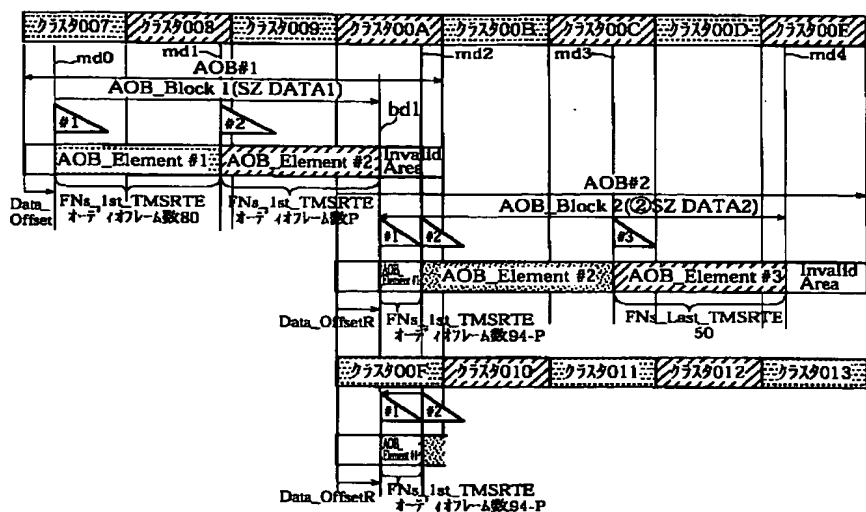 クラスタ007 クラスタ008 クラスタ009 クラスタ00A クラスタ00B クラスタ00C クラスタ00D クラスタ00E
md0 md1 md2 md3 md4
AOB#1
AOB_Block 1(SZ DATA1)
bd1
#1 #2
AOB_Element #1 AOB_Element #2 Invalid Area
AOB#2
Data_Offset
FNs_1st_TMSRTE
オーディオフレーム数80
FNs_1st_TMSRTE
オーディオフレーム数P
AOB_Block 2(②SZ DATA2)
#1 #2 #3
AOB_Element #1 AOB_Element #2 AOB_Element #3 Invalid Area
Data_OffsetR
FNs_1st_TMSRTE
オーディオフレーム数94-P
FNs_Last_TMSRTE
50
クラスタ00F クラスタ010 クラスタ011 クラスタ012 クラスタ013
#1 #2
AOB_
Data_OffsetR
FNs_1st_TMSRTE
オーディオフレーム数94-P